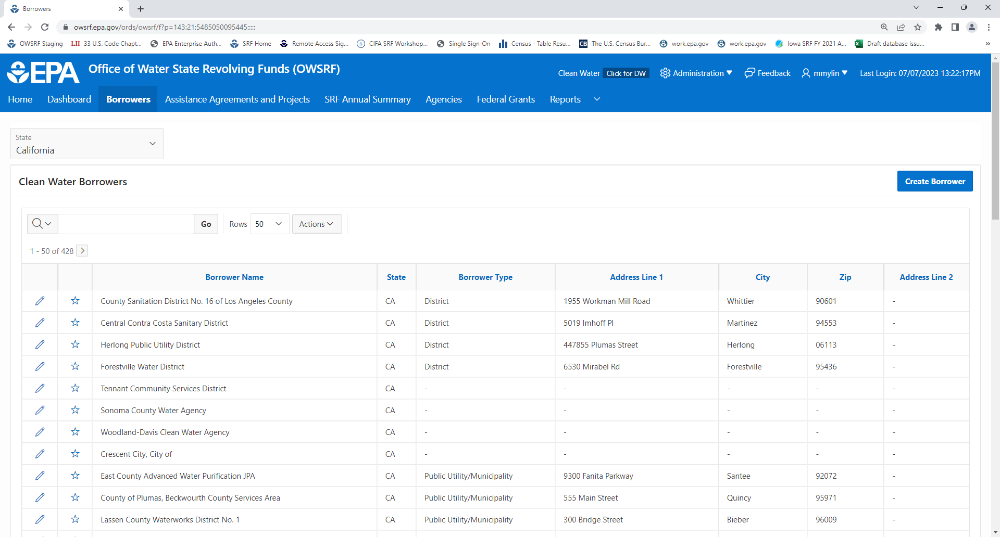 Borrowers
owsrf.epa.gov/ords/owsrf/f?p=143:21:5485050095445:::::
OWSRF Staging LII 33 U.S. Code Chapt... EPA Enterprise Auth... SRF Home Remote Access Sig... CIFA SRF Workshop... Single Sign-On Census - Table Resu... CB The U.S. Census Bur... work.epa.gov work.epa.gov Iowa SRF FY 2021 A... Draft database issu... »
EPA Office of Water State Revolving Funds (OWSRF)
Clean Water Click for DW Administration Feedback mmylin Last Login: 07/07/2023 13:22:17PM
Home Dashboard Borrowers Assistance Agreements and Projects SRF Annual Summary Agencies Federal Grants Reports
State
California
Clean Water Borrowers Create Borrower
Go Rows 50 Actions
1 - 50 of 428
Borrower Name State Borrower Type Address Line 1 City Zip Address Line 2
County Sanitation District No. 16 of Los Angeles County CA District 1955 Workman Mill Road Whittier 90601 -
Central Contra Costa Sanitary District CA District 5019 Imhoff Pl Martinez 94553 -
Herlong Public Utility District CA District 447855 Plumas Street Herlong 06113 -
Forestville Water District CA District 6530 Mirabel Rd Forestville 95436 -
Tennant Community Services District CA - - - - -
Sonoma County Water Agency CA - - - - -
Woodland-Davis Clean Water Agency CA - - - - -
Crescent City, City of CA - - - - -
East County Advanced Water Purification JPA CA Public Utility/Municipality 9300 Fanita Parkway Santee 92072 -
County of Plumas, Beckwourth County Services Area CA Public Utility/Municipality 555 Main Street Quincy 95971 -
Lassen County Waterworks District No. 1 CA Public Utility/Municipality 300 Bridge Street Bieber 96009 -